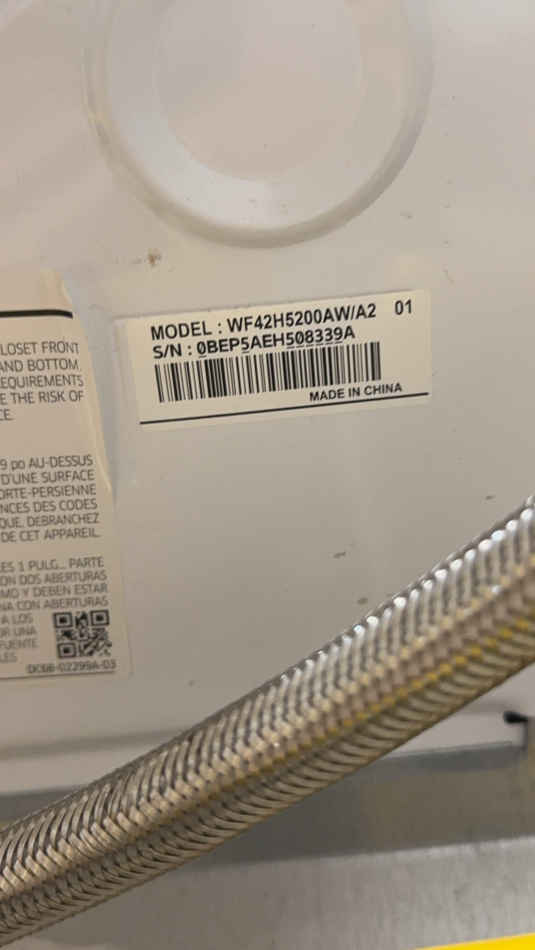 MODEL : WF42H5200AW/A2 01
S/N : 0BEP5AEH508339A
MADE IN CHINA
LOSET FRONT
AND BOTTOM,
EQUIREMENTS
E THE RISK OF
CE.
9 po AU-DESSUS
D'UNE SURFACE
ORTE-PERSIENNE
NCES DES CODES
QUE, DEBRANCHEZ
DE CET APPAREIL.
LES 1 PULG... PARTE
ON DOS ABERTURAS
MO Y DEBEN ESTAR
NA CON ABERTURAS
A LOS
OR UNA
FUENTE
LES
DC68-02299A-03